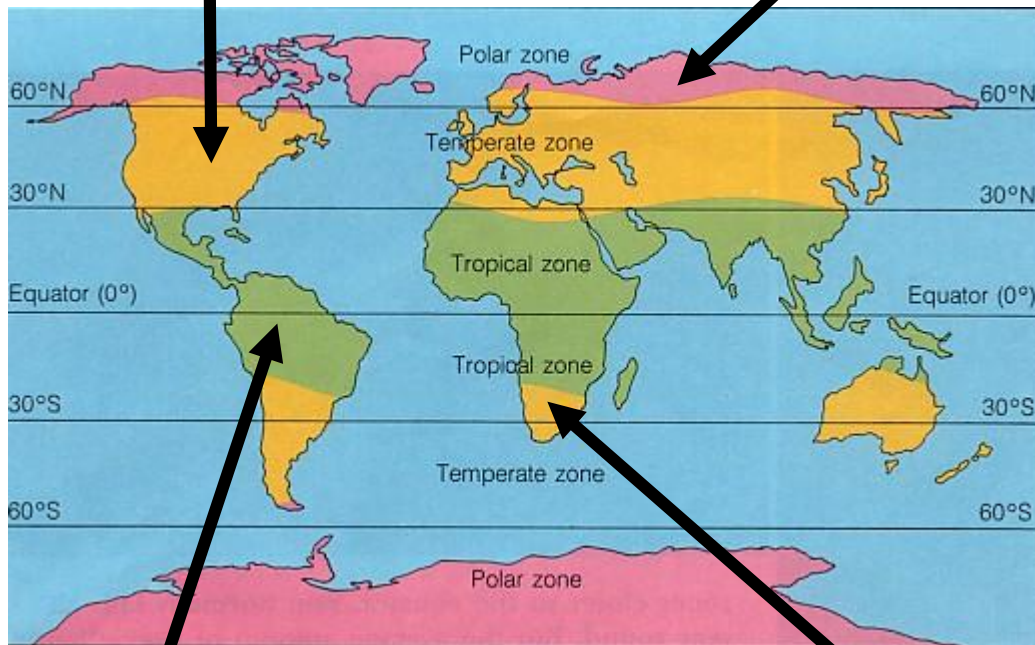 Polar zone
60°N
60°N
Temperate zone
30°N
30°N
Tropical zone
Equator (0°)
Equator (0°)
Tropical zone
30°S
30°S
Temperate zone
60°S
60°S
Polar zone